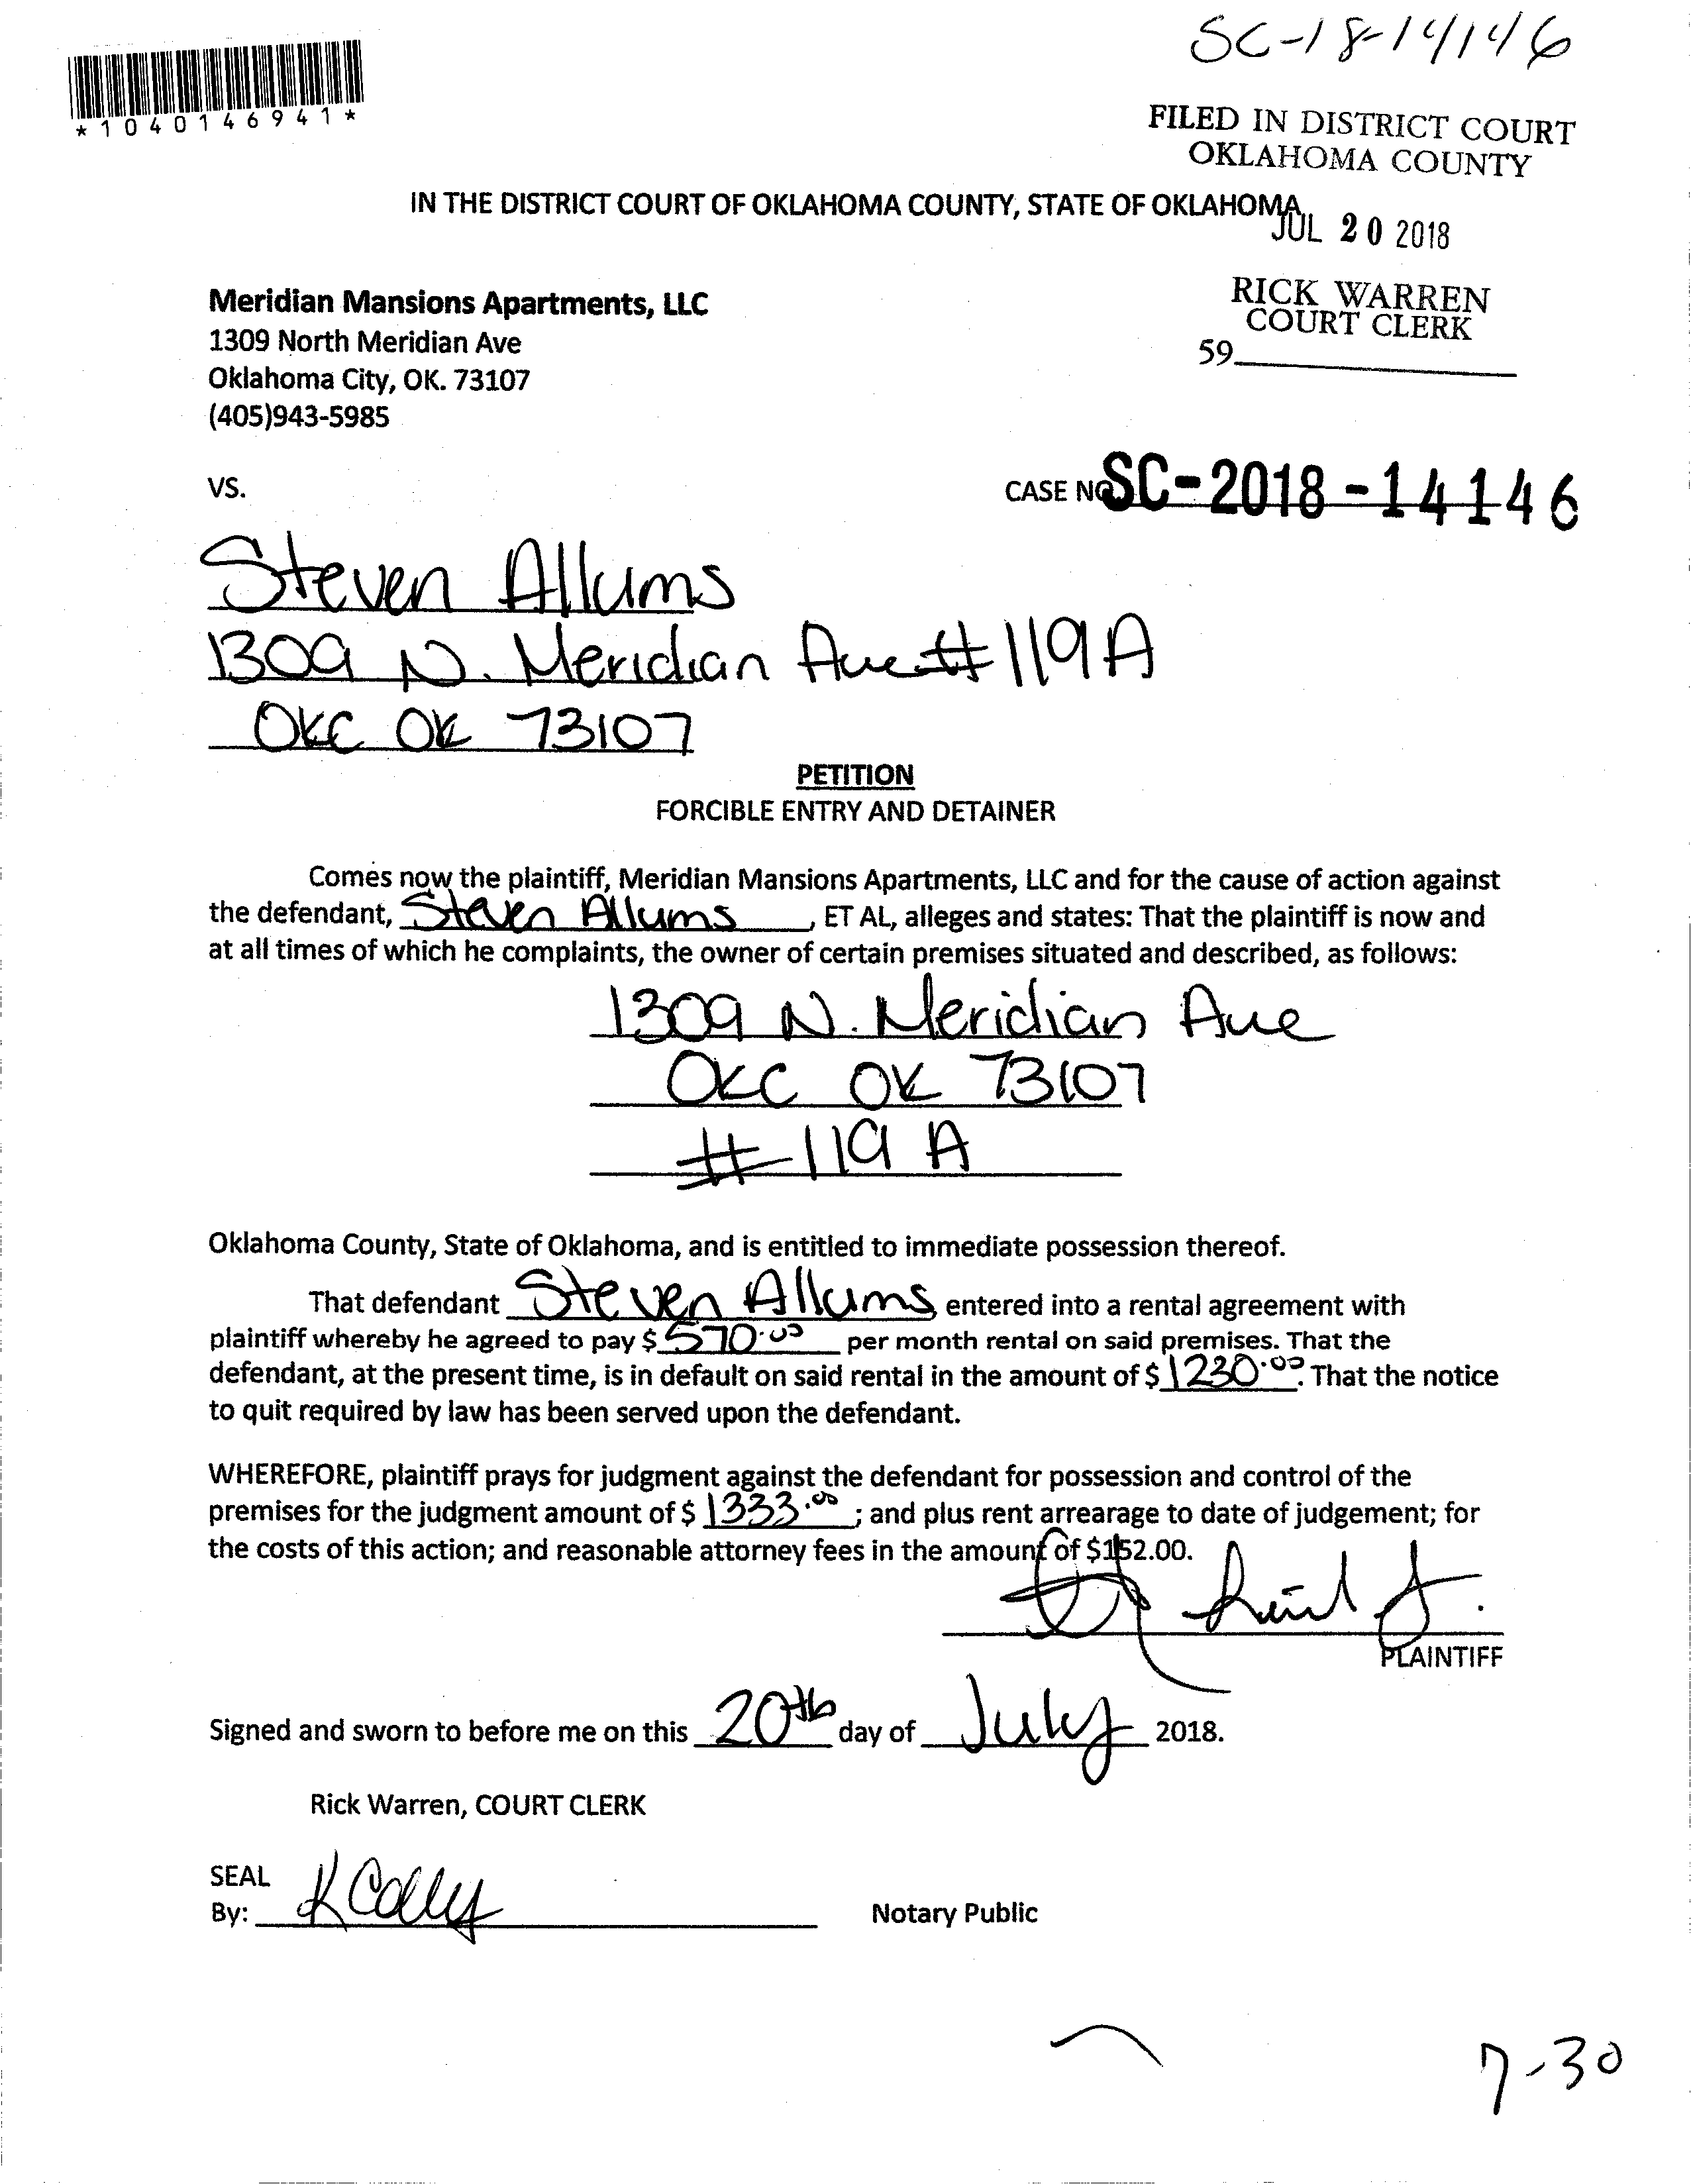 SC-18-14146
*1040146941*
FILED IN DISTRICT COURT
OKLAHOMA COUNTY
IN THE DISTRICT COURT OF OKLAHOMA COUNTY, STATE OF OKLAHOMA
JUL 20 2018
Meridian Mansions Apartments, LLC
1309 North Meridian Ave
Oklahoma City, OK. 73107
(405)943-5985
RICK WARREN
COURT CLERK
59
VS.
CASE NO SC-2018-14146
Steven Allums
1309 N. Meridian Ave #119A
OKC OK 73107
PETITION
FORCIBLE ENTRY AND DETAINER
Comes now the plaintiff, Meridian Mansions Apartments, LLC and for the cause of action against
the defendant, Steven Allums, ET AL, alleges and states: That the plaintiff is now and
at all times of which he complaints, the owner of certain premises situated and described, as follows:
1309 N. Meridian Ave
OKC OK 73107
#119 A
Oklahoma County, State of Oklahoma, and is entitled to immediate possession thereof.
That defendant Steven Allums, entered into a rental agreement with
plaintiff whereby he agreed to pay $ 570.00 per month rental on said premises. That the
defendant, at the present time, is in default on said rental in the amount of $ 1230.00. That the notice
to quit required by law has been served upon the defendant.
WHEREFORE, plaintiff prays for judgment against the defendant for possession and control of the
premises for the judgment amount of $ 1333.00; and plus rent arrearage to date of judgement; for
the costs of this action; and reasonable attorney fees in the amount of $152.00.
PLAINTIFF
Signed and sworn to before me on this 20th day of July 2018.
Rick Warren, COURT CLERK
SEAL
By:
Notary Public
7-30